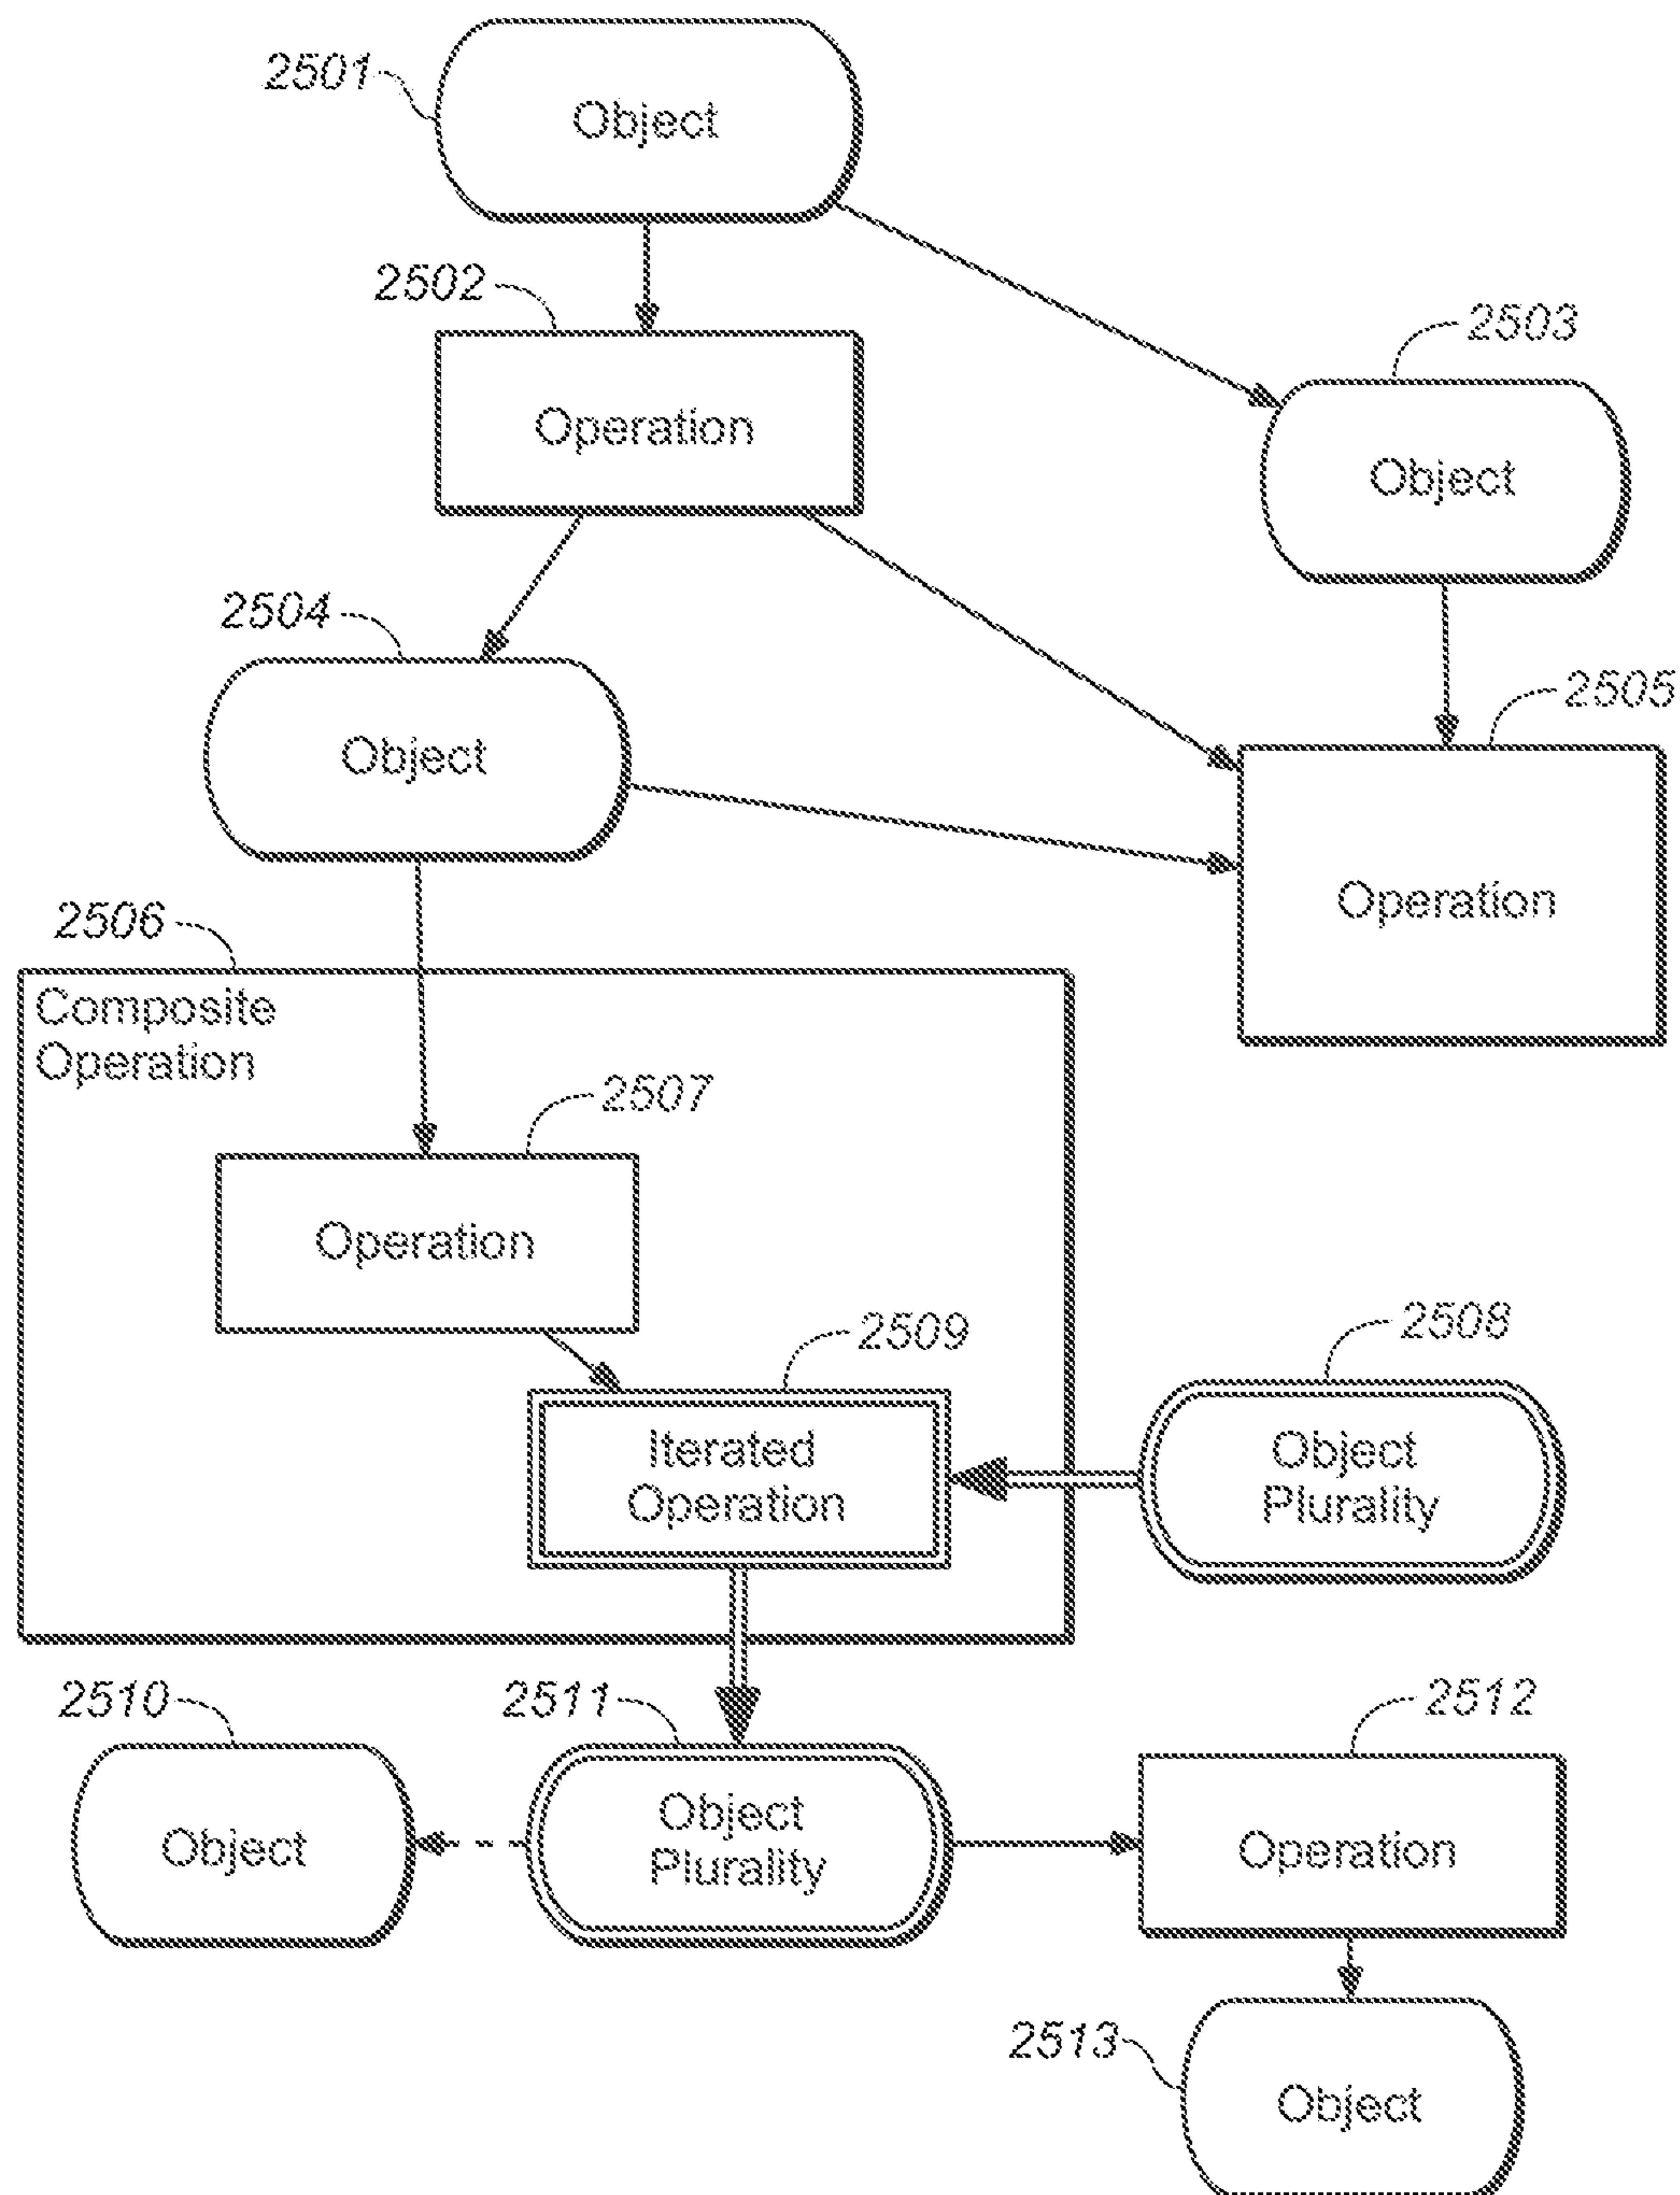 2501
Object
2502
2503
Operation
Object
2504
2505
Object
Operation
2506
Composite
Operation
2507
Operation
2509
2508
Iterated
Operation
Object
Plurality
2510
2511
2512
Object
Object
Plurality
Operation
2513
Object